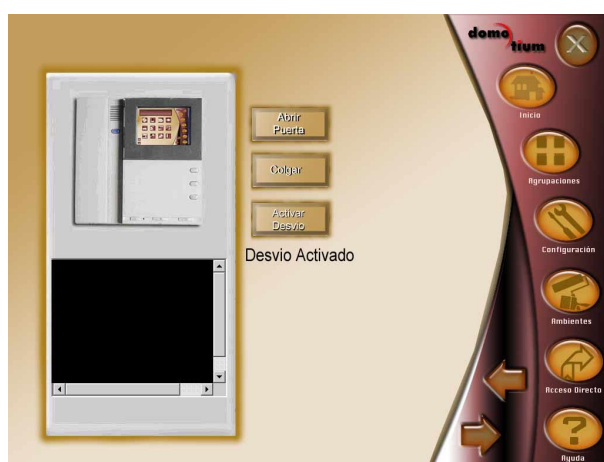 domo
tium
Inicio
Agrupaciones
Configuración
Ambientes
Acceso Directo
Ayuda
Abrir
Puerta
Colgar
Activar
Desvio
Desvio Activado